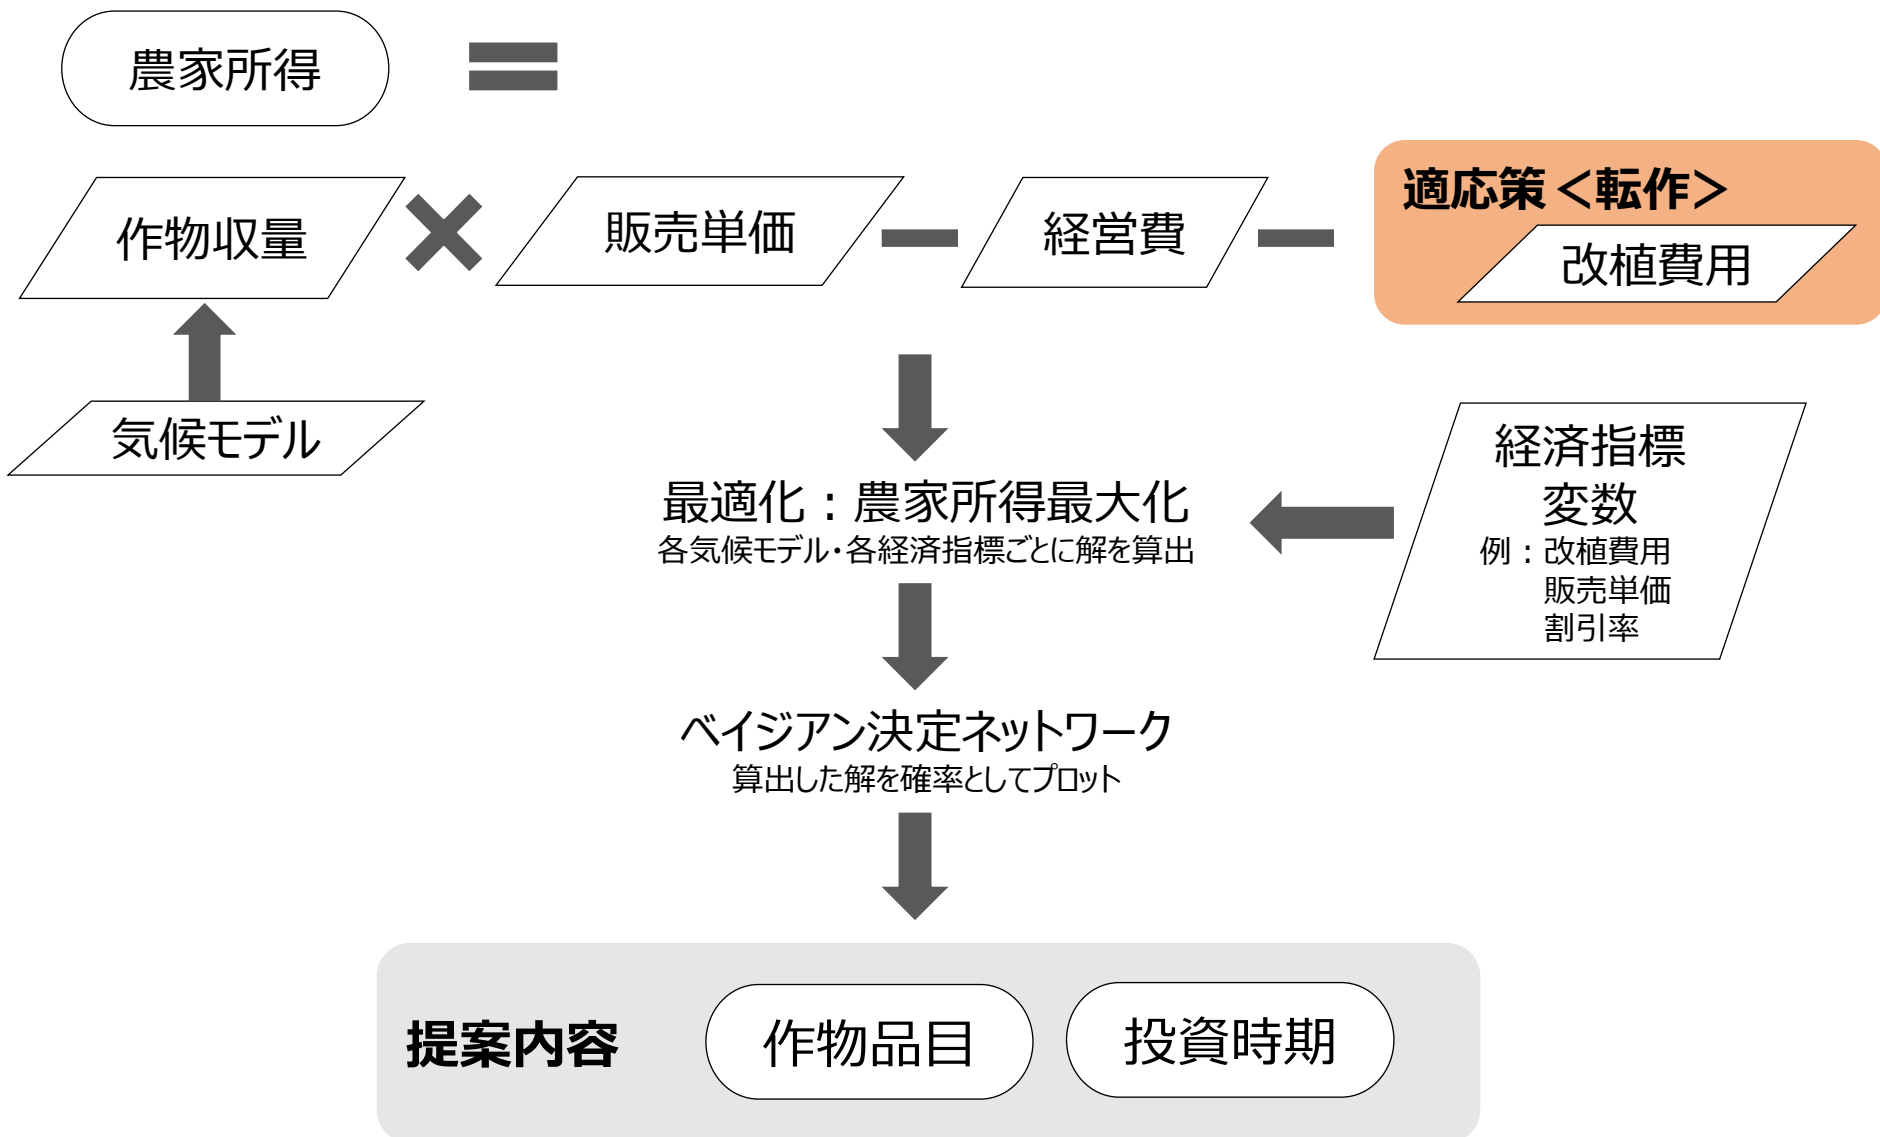 農家所得
作物収量
販売単価
経営費
適応策＜転作＞
改植費用
気候モデル
経済指標
変数
例：改植費用
販売単価
割引率
最適化：農家所得最大化
各気候モデル・各経済指標ごとに解を算出
ベイジアン決定ネットワーク
算出した解を確率としてプロット
提案内容
作物品目
投資時期